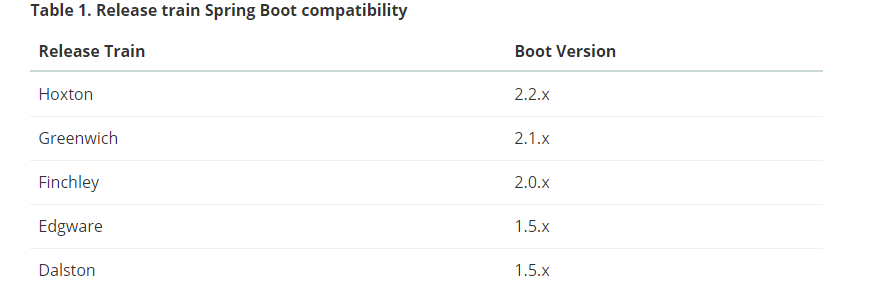 Table 1. Release train Spring Boot compatibility
Release Train Boot Version
Hoxton 2.2.x
Greenwich 2.1.x
Finchley 2.0.x
Edgware 1.5.x
Dalston 1.5.x